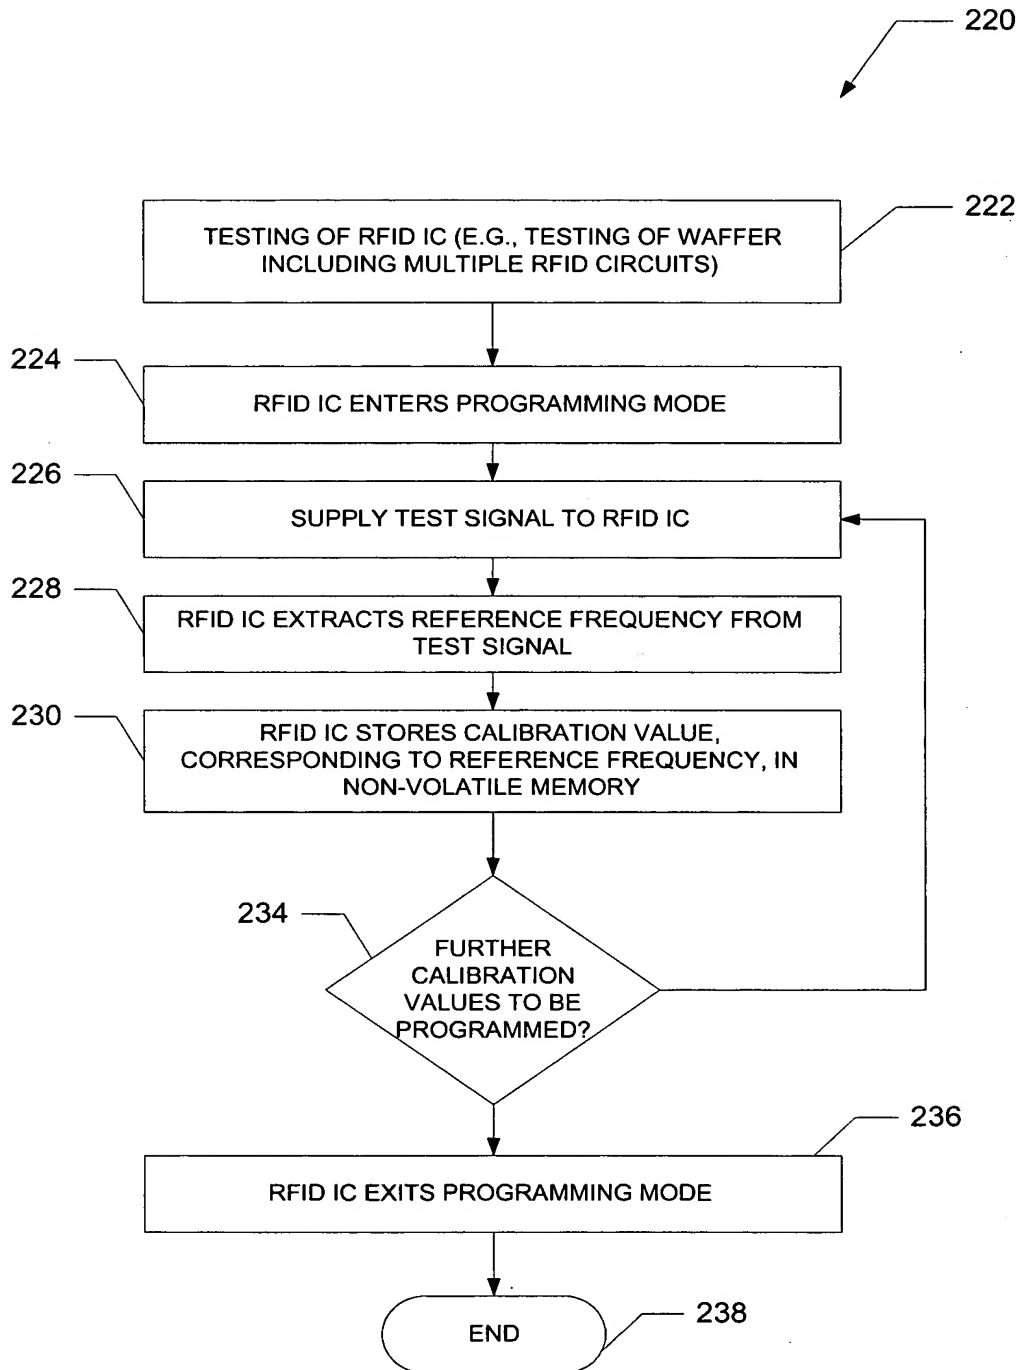 220
222
TESTING OF RFID IC (E.G., TESTING OF WAFFER
INCLUDING MULTIPLE RFID CIRCUITS)
224
RFID IC ENTERS PROGRAMMING MODE
226
SUPPLY TEST SIGNAL TO RFID IC
228
RFID IC EXTRACTS REFERENCE FREQUENCY FROM
TEST SIGNAL
230
RFID IC STORES CALIBRATION VALUE,
CORRESPONDING TO REFERENCE FREQUENCY, IN
NON-VOLATILE MEMORY
234
FURTHER
CALIBRATION
VALUES TO BE
PROGRAMMED?
236
RFID IC EXITS PROGRAMMING MODE
END
238